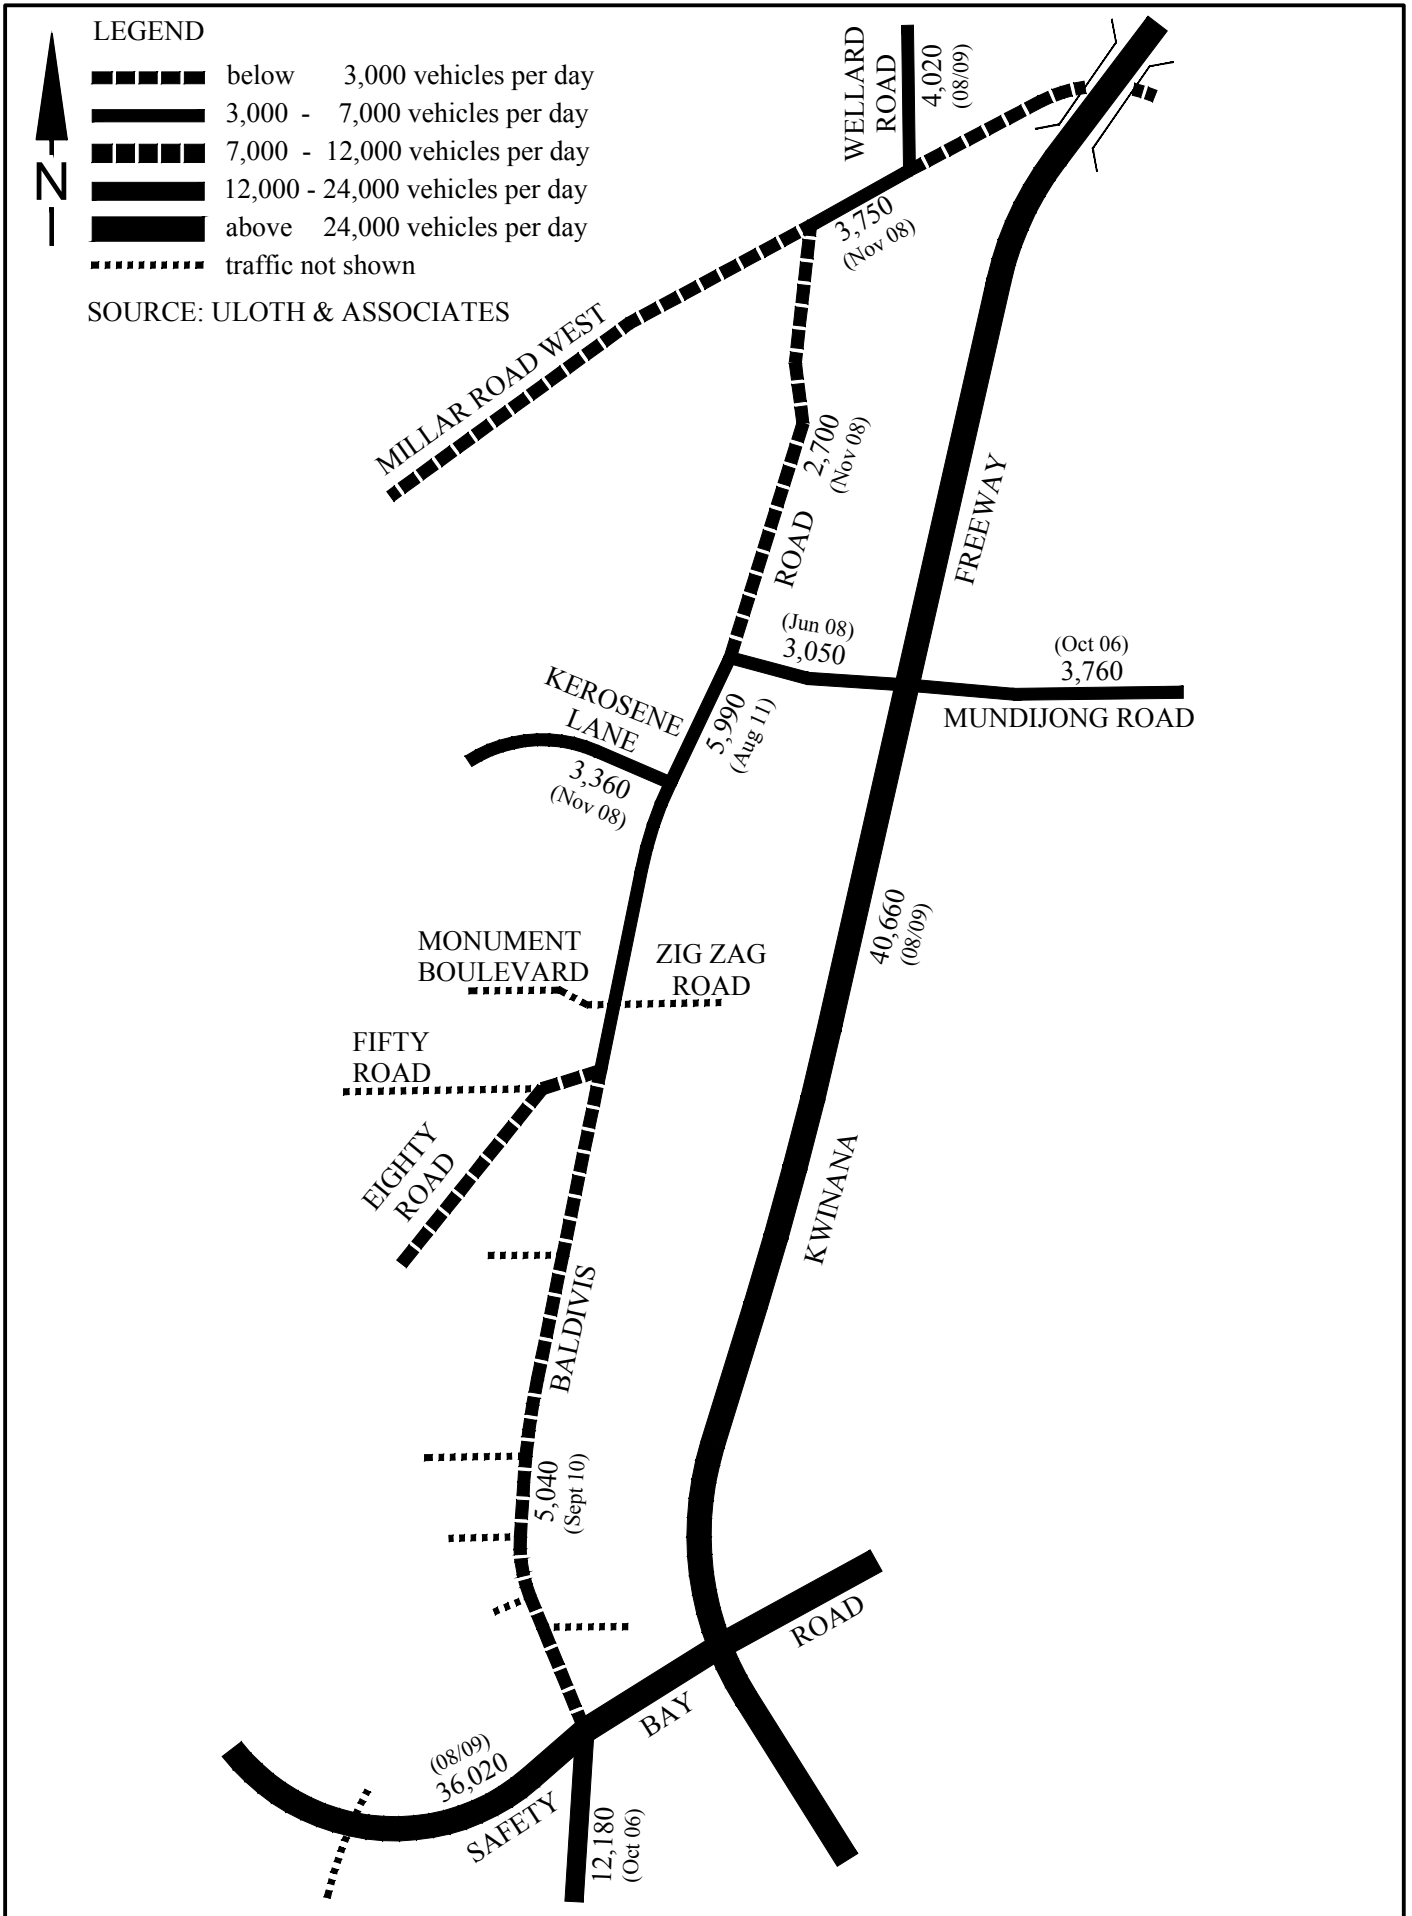 LEGEND
below 3,000 vehicles per day
3,000 - 7,000 vehicles per day
7,000 - 12,000 vehicles per day
12,000 - 24,000 vehicles per day
above 24,000 vehicles per day
traffic not shown
SOURCE: ULOTH & ASSOCIATES
N
WELLARD
ROAD
4,020
(08/09)
3,750
(Nov 08)
MILLAR ROAD WEST
2,700
(Nov 08)
ROAD
FREEWAY
(Jun 08)
3,050
(Oct 06)
3,760
MUNDIJONG ROAD
KEROSENE
LANE
5,990
(Aug 11)
3,360
(Nov 08)
40,660
(08/09)
MONUMENT
BOULEVARD
ZIG ZAG
ROAD
FIFTY
ROAD
EIGHTY
ROAD
KWINANA
BALDIVIS
5,040
(Sept 10)
ROAD
BAY
(08/09)
36,020
SAFETY
12,180
(Oct 06)